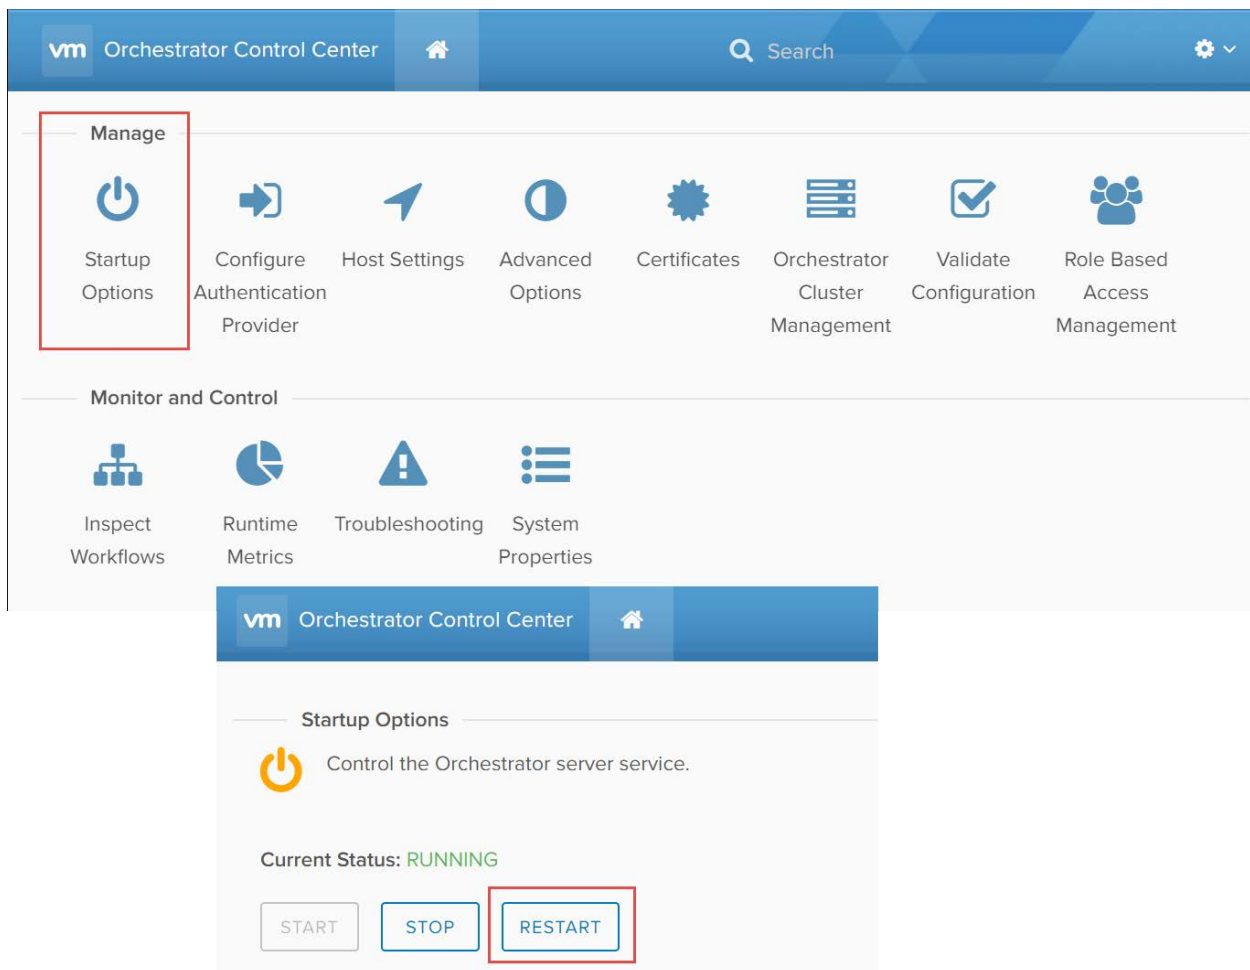 vm Orchestrator Control Center Search
Manage
Startup Configure Host Settings Advanced Certificates Orchestrator Validate Role Based
Options Authentication Options Cluster Configuration Access
Provider Management Management
Monitor and Control
Inspect Runtime Troubleshooting System
Workflows Metrics Properties
vm Orchestrator Control Center
Startup Options
Control the Orchestrator server service.
Current Status: RUNNING
START STOP RESTART